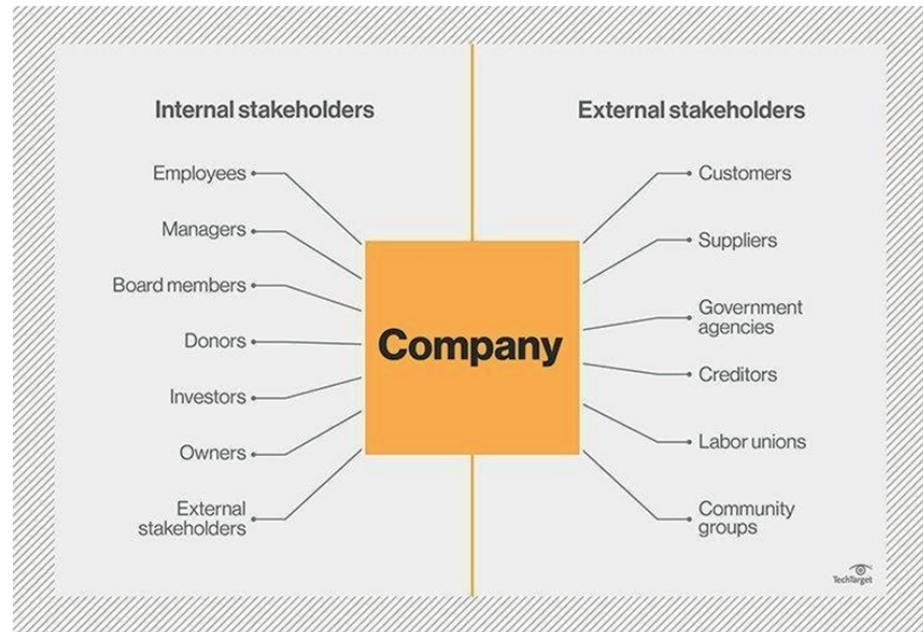 Internal stakeholders
Employees
Managers
Board members
Donors
Investors
Owners
External
stakeholders
Company
External stakeholders
Customers
Suppliers
Government
agencies
Creditors
Labor unions
Community
groups
TechTarget